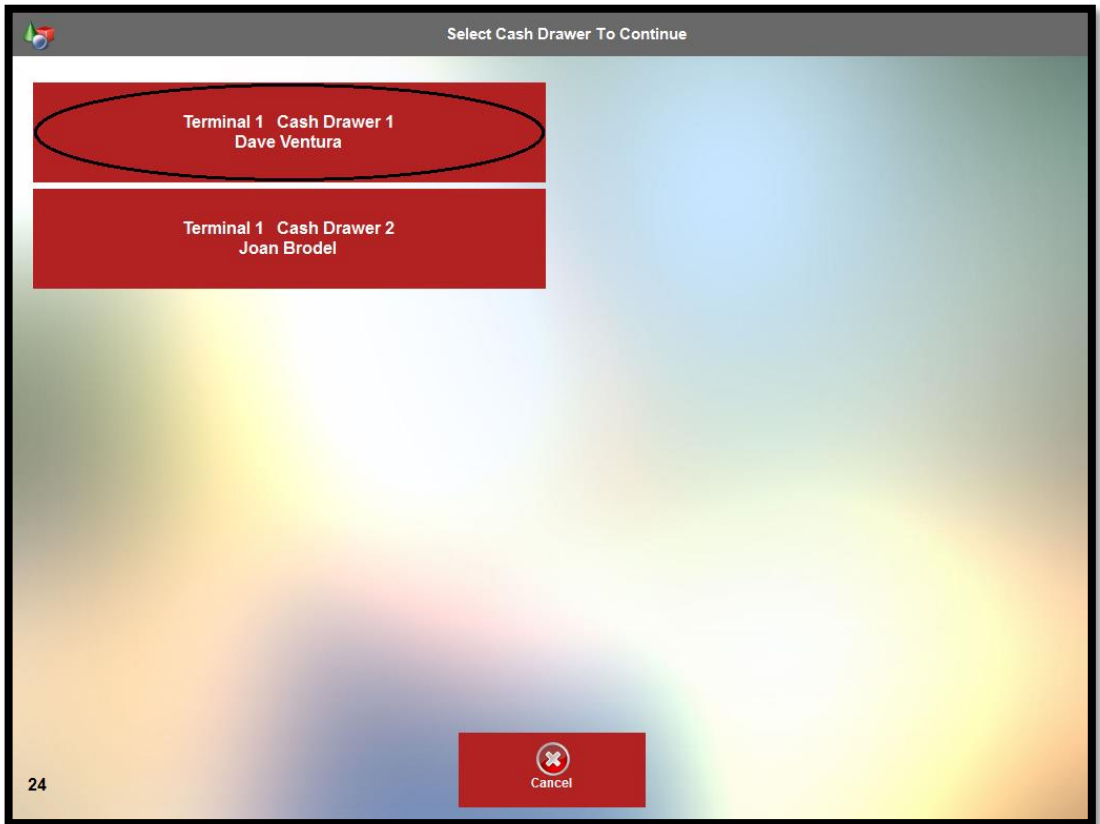 Select Cash Drawer To Continue
Terminal 1 Cash Drawer 1
Dave Ventura
Terminal 1 Cash Drawer 2
Joan Brodel
Cancel
24